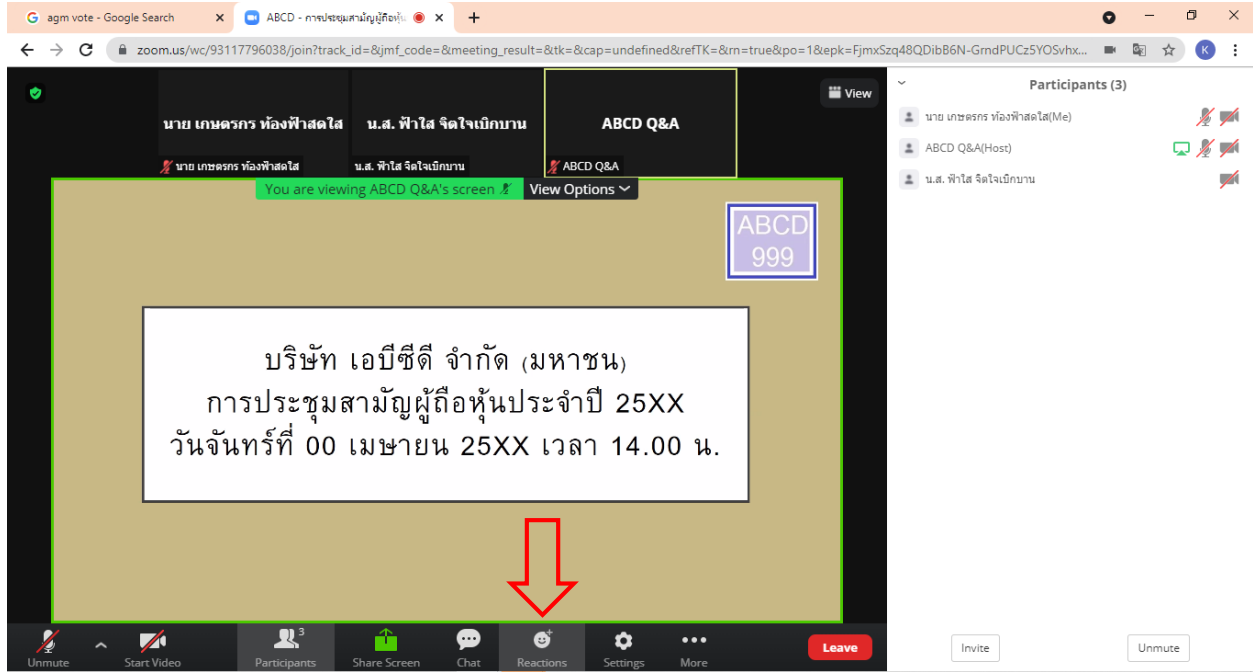 agm vote - Google Search
ABCD - การประชุมสามัญผู้ถือหุ้น
zoom.us/wc/93117796038/join?track_id=&jmf_code=&meeting_result=&tk=&cap=undefined&refTK=&rn=true&po=1&epk=FjmxSzq48QDibB6N-GrndPUCz5YOSvhx...
K
View
นาย เกษตรกร ท้องฟ้าสดใส
น.ส. ฟ้าใส จิตใจเบิกบาน
ABCD Q&A
นาย เกษตรกร ท้องฟ้าสดใส
น.ส. ฟ้าใส จิตใจเบิกบาน
ABCD Q&A
You are viewing ABCD Q&A's screen
View Options
ABCD
999
บริษัท เอบีซีดี จำกัด (มหาชน)
การประชุมสามัญผู้ถือหุ้นประจำปี 25XX
วันจันทร์ที่ 00 เมษายน 25XX เวลา 14.00 น.
Participants (3)
นาย เกษตรกร ท้องฟ้าสดใส(Me)
ABCD Q&A(Host)
น.ส. ฟ้าใส จิตใจเบิกบาน
Unmute
Start Video
3
Participants
Share Screen
Chat
Reactions
Settings
More
Leave
Invite
Unmute